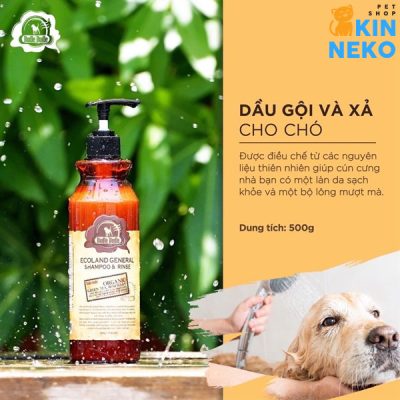 PET SHOP
KIN
NEKO
DẦU GỘI VÀ XẢ
CHO CHÓ
Được điều chế từ các nguyên
liệu thiên nhiên giúp cún cưng
nhà bạn có một làn da sạch
khỏe và một bộ lông mượt mà.
Dung tích: 500g
ECOLAND GENERAL
SHAMPOO & RINSE
ORGANIC